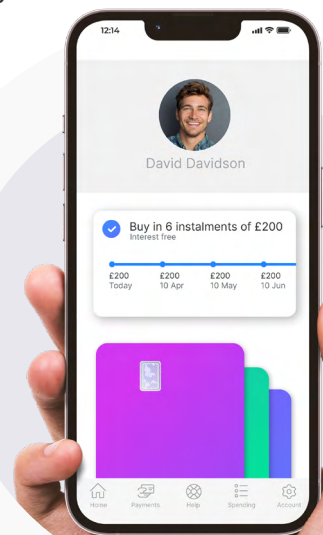 12:14
David Davidson
Buy in 6 instalments of £200
Interest free
£200 £200 £200 £200
Today 10 Apr 10 May 10 Jun
Home Payments Help Spending Account